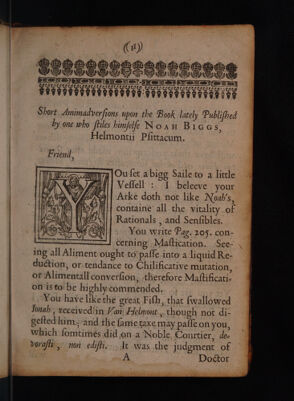 (1)
Short Animadversions upon the Book lately Published
by one who stiles himselfe NOAH BIGGS,
Helmontii Psittacum.
Friend,
YOu set a bigg Saile to a little
Vessell : I beleeve your
Arke doth not like Noah's,
containe all the vitality of
Rationals, and Sensibles.
You write Pag. 205. con-
cerning Mastication. See-
ing all Aliment ought to passe into a liquid Re-
duction, or tendance to Chilificative mutation,
or Alimentall conversion, therefore Mastificati-
on is to be highly commended.
You have like the great Fish, that swallowed
Jonah, received in Van Helmont, though not di-
gested him; and the same taxe may passe on you,
which somtimes did on a Noble Courtier, de-
vorasti, non edisti. It was the judgment of
A Doctor